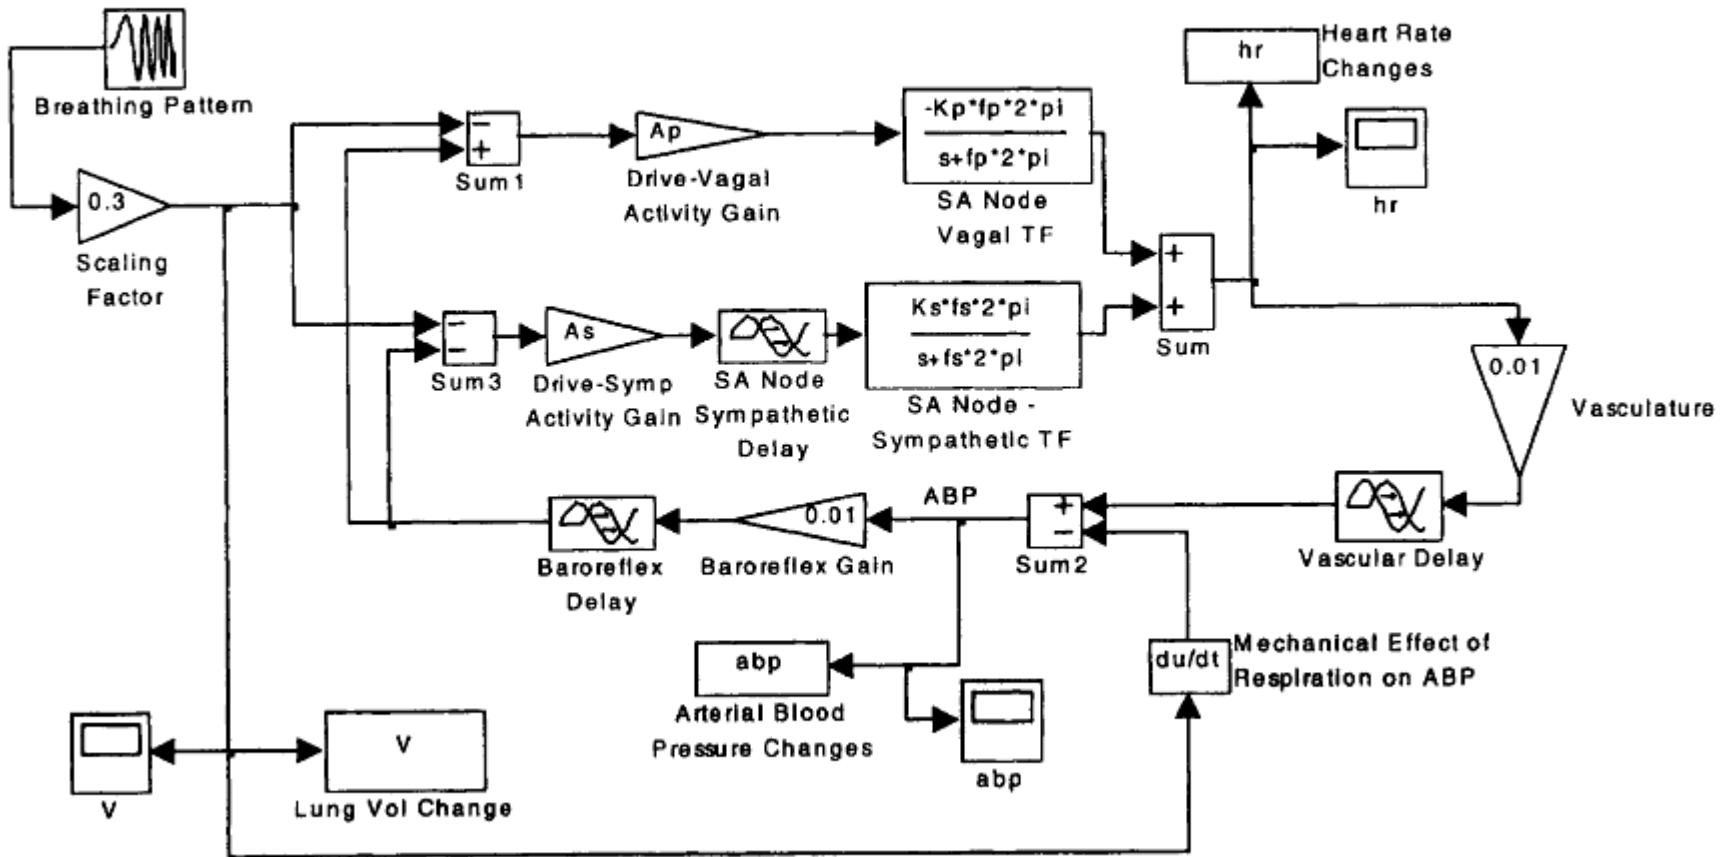 Breathing Pattern
0.3
Scaling
Factor
−
+
Sum1
Ap
Drive-Vagal
Activity Gain
-Kp*fp*2*pi
s+fp*2*pi
SA Node
Vagal TF
hr
Heart Rate
Changes
hr
−
−
Sum3
As
Drive-Symp
Activity Gain
SA Node
Sympathetic
Delay
Ks*fs*2*pi
s+fs*2*pi
SA Node -
Sympathetic TF
+
+
Sum
0.01
Vasculature
Baroreflex
Delay
0.01
Baroreflex Gain
ABP
+
−
Sum2
Vascular Delay
abp
Arterial Blood
Pressure Changes
abp
du/dt
Mechanical Effect of
Respiration on ABP
V
V
Lung Vol Change